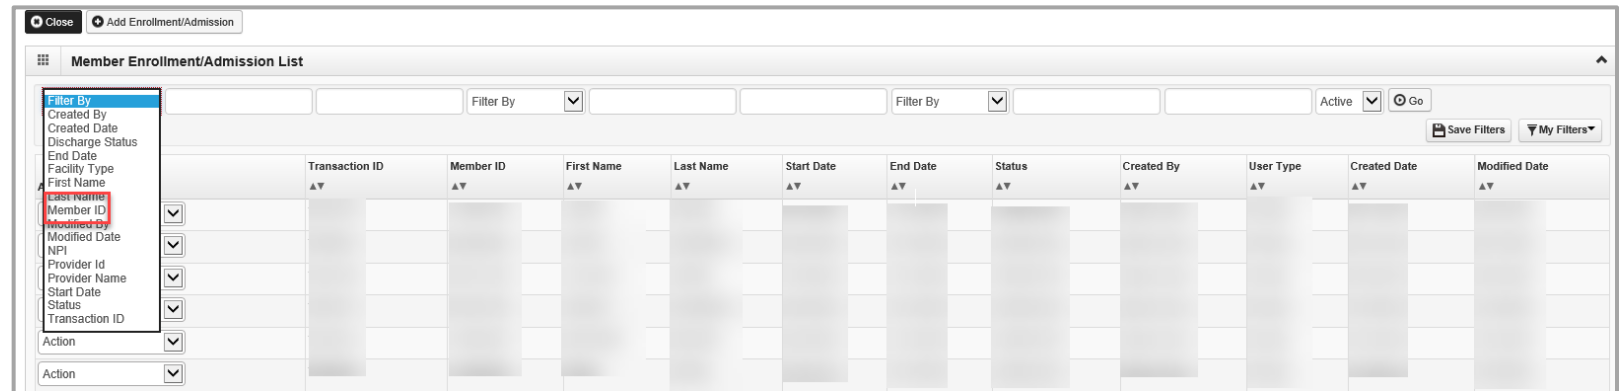 Close Add Enrollment/Admission
Member Enrollment/Admission List
Filter By
Created By
Created Date
Discharge Status
End Date
Facility Type
First Name
Last Name
Member ID
Modified By
Modified Date
NPI
Provider Id
Provider Name
Start Date
Status
Transaction ID
Filter By Filter By Active Go
Save Filters My Filters
Transaction ID Member ID First Name Last Name Start Date End Date Status Created By User Type Created Date Modified Date
Action
Action